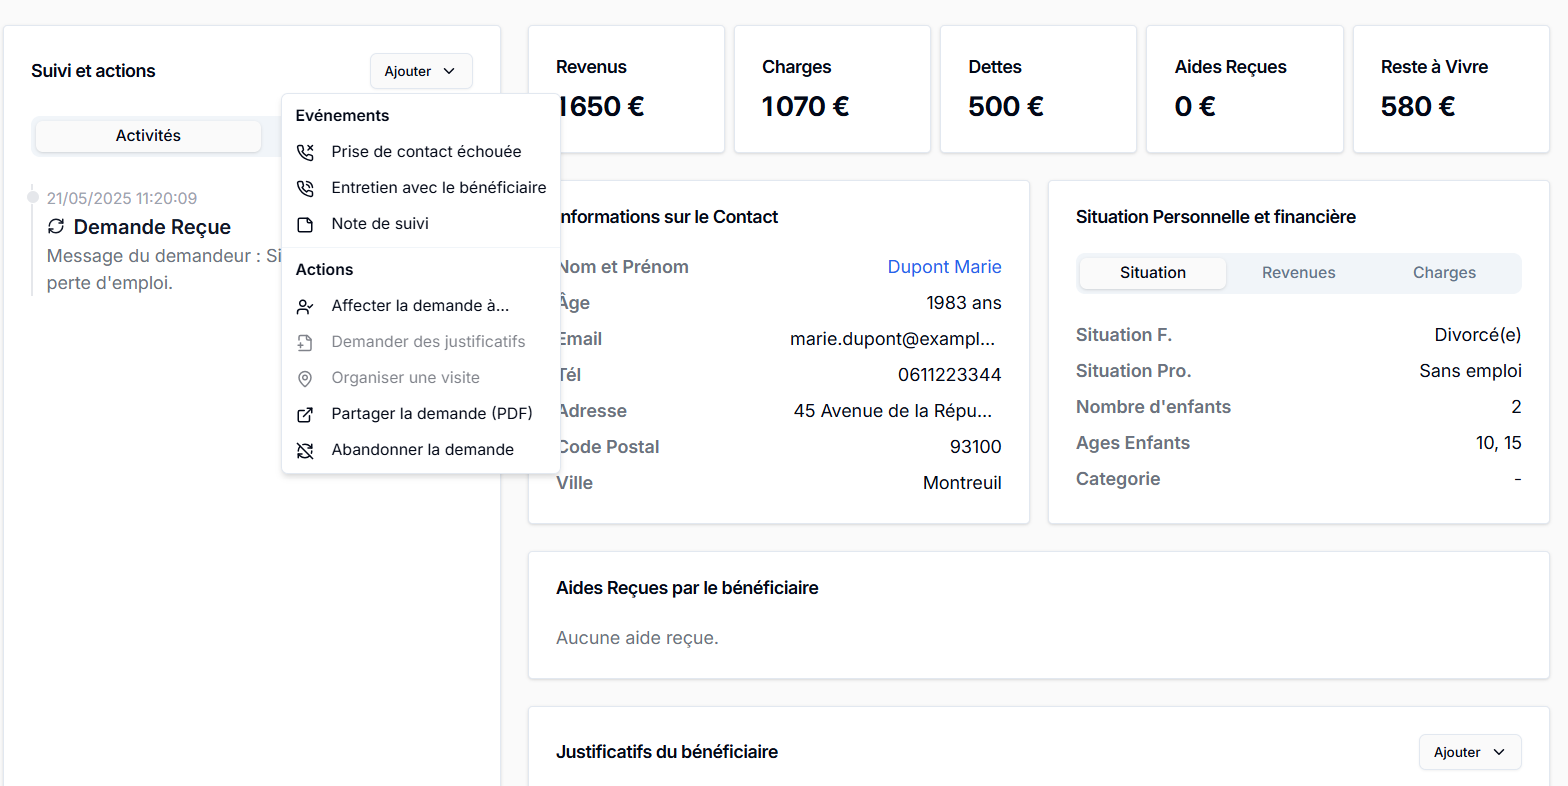 Suivi et actions
Ajouter
Activités
21/05/2025 11:20:09
Demande Reçue
Message du demandeur : Si
perte d'emploi.
Evénements
Prise de contact échouée
Entretien avec le bénéficiaire
Note de suivi
Actions
Affecter la demande à...
Demander des justificatifs
Organiser une visite
Partager la demande (PDF)
Abandonner la demande
Revenus
1650 €
Charges
1070 €
Dettes
500 €
Aides Reçues
0 €
Reste à Vivre
580 €
Informations sur le Contact
Nom et Prénom Dupont Marie
Âge 1983 ans
Email marie.dupont@exampl...
Tél 0611223344
Adresse 45 Avenue de la Répu...
Code Postal 93100
Ville Montreuil
Situation Personnelle et financière
Situation Revenues Charges
Situation F. Divorcé(e)
Situation Pro. Sans emploi
Nombre d'enfants 2
Ages Enfants 10, 15
Categorie -
Aides Reçues par le bénéficiaire
Aucune aide reçue.
Justificatifs du bénéficiaire
Ajouter